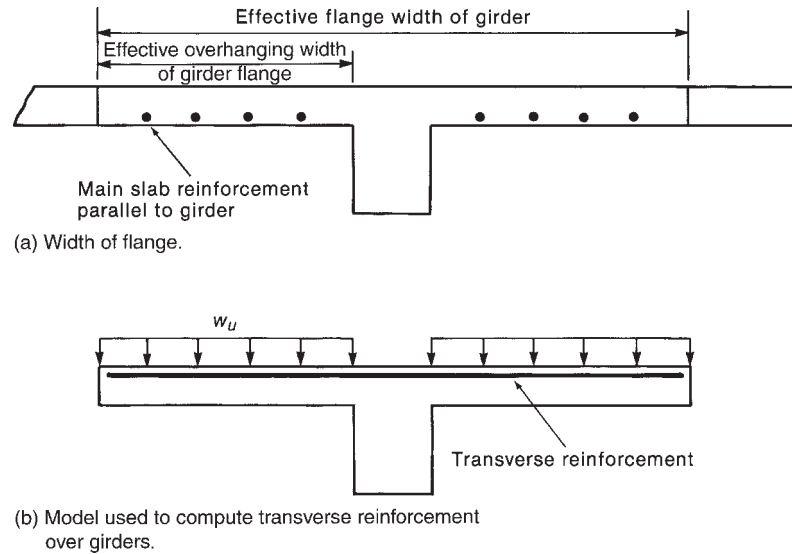 Effective flange width of girder
Effective overhanging width
of girder flange
Main slab reinforcement
parallel to girder
(a) Width of flange.
wu
Transverse reinforcement
(b) Model used to compute transverse reinforcement
over girders.